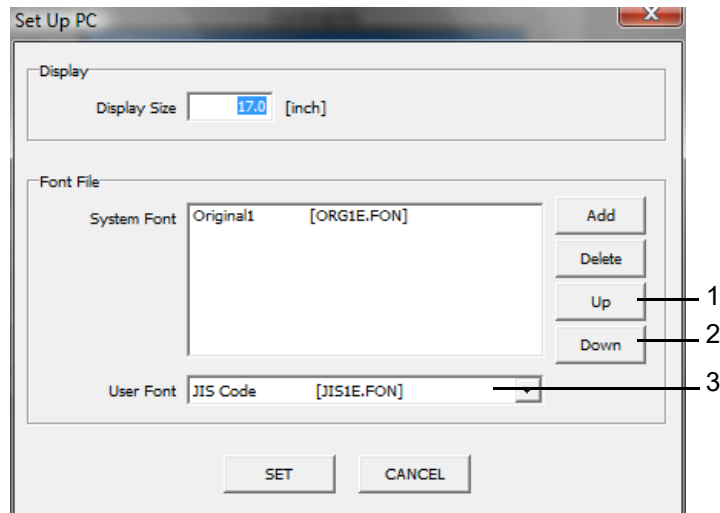 Set Up PC
X
Display
Display Size 17.0 [inch]
Font File
System Font Original1 [ORG1E.FON] Add
Delete
Up 1
Down 2
User Font JIS Code [JIS1E.FON] 3
SET CANCEL